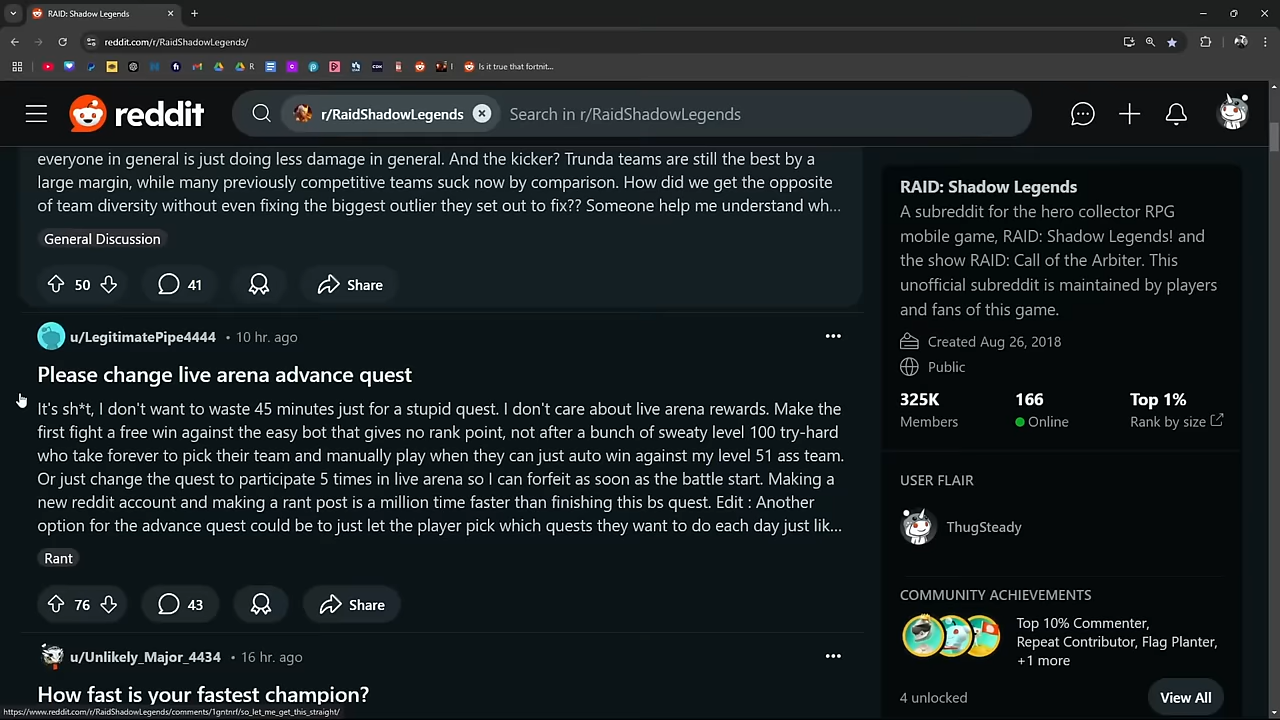 RAID: Shadow Legends
reddit.com/r/RaidShadowLegends/
R
Is it true that fortnit...
reddit
r/RaidShadowLegends
Search in r/RaidShadowLegends
everyone in general is just doing less damage in general. And the kicker? Trunda teams are still the best by a
large margin, while many previously competitive teams suck now by comparison. How did we get the opposite
of team diversity without even fixing the biggest outlier they set out to fix?? Someone help me understand wh...
General Discussion
50
41
Share
u/LegitimatePipe4444 • 10 hr. ago
Please change live arena advance quest
It's sh*t, I don't want to waste 45 minutes just for a stupid quest. I don't care about live arena rewards. Make the
first fight a free win against the easy bot that gives no rank point, not after a bunch of sweaty level 100 try-hard
who take forever to pick their team and manually play when they can just auto win against my level 51 ass team.
Or just change the quest to participate 5 times in live arena so I can forfeit as soon as the battle start. Making a
new reddit account and making a rant post is a million time faster than finishing this bs quest. Edit : Another
option for the advance quest could be to just let the player pick which quests they want to do each day just lik...
Rant
76
43
Share
u/Unlikely_Major_4434 • 16 hr. ago
How fast is your fastest champion?
https://www.reddit.com/r/RaidShadowLegends/comments/1gntnrf/so_let_me_get_this_straight/
RAID: Shadow Legends
A subreddit for the hero collector RPG
mobile game, RAID: Shadow Legends! and
the show RAID: Call of the Arbiter. This
unofficial subreddit is maintained by players
and fans of this game.
Created Aug 26, 2018
Public
325K
166
Top 1%
Members
Online
Rank by size
USER FLAIR
ThugSteady
COMMUNITY ACHIEVEMENTS
Top 10% Commenter,
Repeat Contributor, Flag Planter,
+1 more
4 unlocked
View All